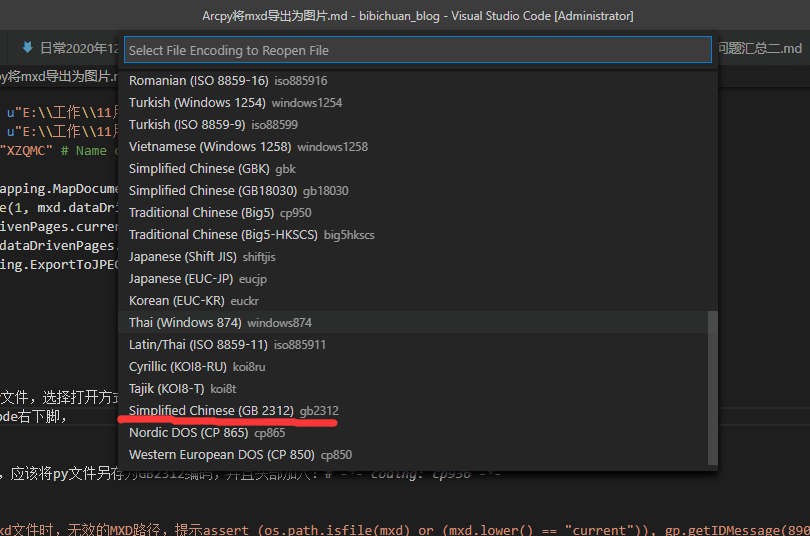 Arcpy将mxd导出为图片.md - bibichuan_blog - Visual Studio Code [Administrator]
日常2020年12
Select File Encoding to Reopen File
问题汇总二.md
py将mxd导出为图片.m
Romanian (ISO 8859-16) iso885916
Turkish (Windows 1254) windows1254
u"E:\\工作\\11月
Turkish (ISO 8859-9) iso88599
u"E:\\工作\\11月
Vietnamese (Windows 1258) windows1258
"XZQMC" # Name
Simplified Chinese (GBK) gbk
apping.MapDocume
Simplified Chinese (GB18030) gb18030
e(1, mxd.dataDri
Traditional Chinese (Big5) cp950
rivenPages.curre
Traditional Chinese (Big5-HKSCS) big5hkscs
dataDrivenPages.
Japanese (Shift JIS) shiftjis
ing.ExportToJPEG
Japanese (EUC-JP) eucjp
Korean (EUC-KR) euckr
Thai (Windows 874) windows874
Latin/Thai (ISO 8859-11) iso885911
Cyrillic (KOI8-RU) koi8ru
Tajik (KOI8-T) koi8t
文件，选择打开方式
Simplified Chinese (GB 2312) gb2312
ode右下脚，
Nordic DOS (CP 865) cp865
Western European DOS (CP 850) cp850
，应该将py文件另存为GB2312编码，并且头部加入：# -*- coding: cp936 -*-
xd文件时，无效的MXD路径，提示assert (os.path.isfile(mxd) or (mxd.lower() == "current")), gp.getIDMessage(890